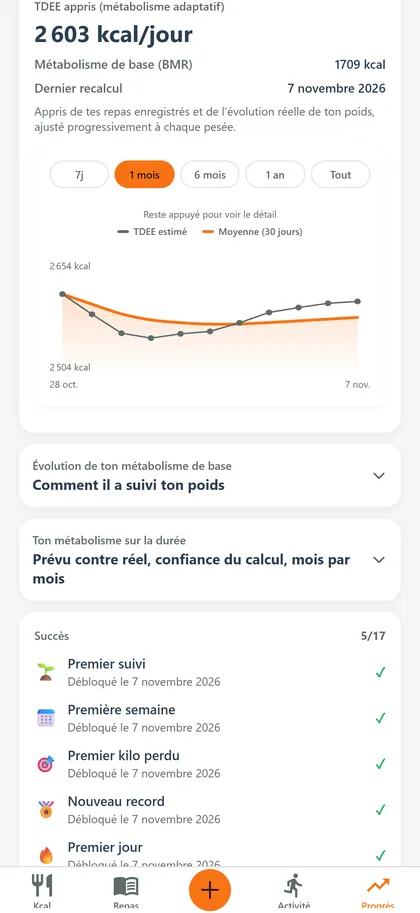 TDEE appris (métabolisme adaptatif)
2 603 kcal/jour
Métabolisme de base (BMR) 1709 kcal
Dernier recalcul 7 novembre 2026
Appris de tes repas enregistrés et de l'évolution réelle de ton poids,
ajusté progressivement à chaque pesée.
7j 1 mois 6 mois 1 an Tout
Reste appuyé pour voir le détail
TDEE estimé Moyenne (30 jours)
2 654 kcal
2 504 kcal
28 oct. 7 nov.
Évolution de ton métabolisme de base
Comment il a suivi ton poids
Ton métabolisme sur la durée
Prévu contre réel, confiance du calcul, mois par
mois
Succès 5/17
Premier suivi
Débloqué le 7 novembre 2026
Première semaine
Débloqué le 7 novembre 2026
Premier kilo perdu
Débloqué le 7 novembre 2026
Nouveau record
Débloqué le 7 novembre 2026
Premier jour
Débloqué le 7 novembre 2026
Kcal Repas Activité Progrès